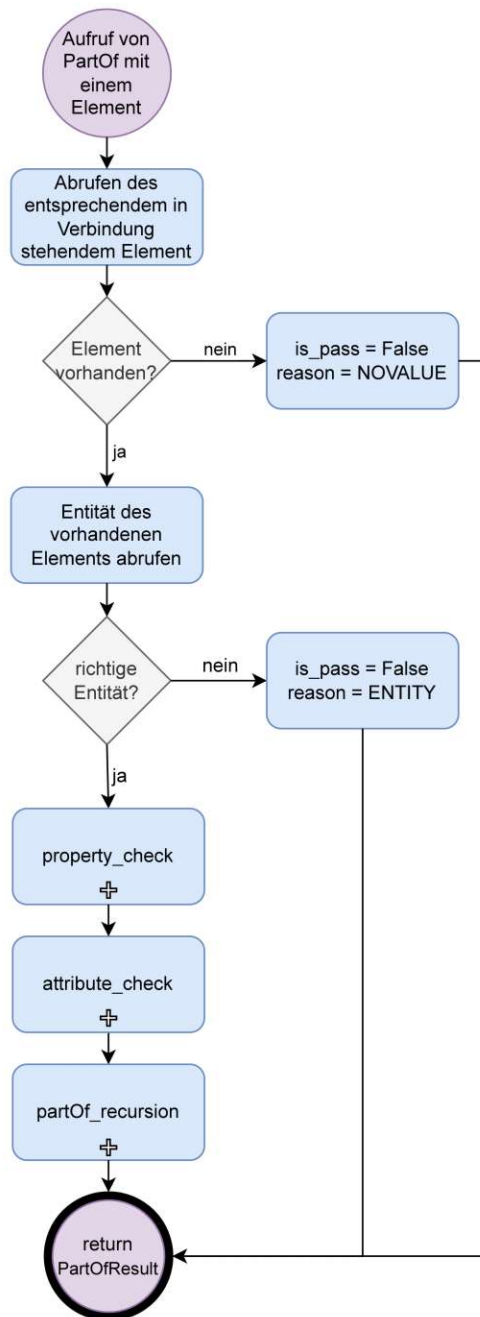 Aufruf von
PartOf mit
einem
Element
Abrufen des
entsprechendem in
Verbindung
stehendem Element
Element
vorhanden?
nein
is_pass = False
reason = NOVALUE
ja
Entität des
vorhandenen
Elements abrufen
richtige
Entität?
nein
is_pass = False
reason = ENTITY
ja
property_check
attribute_check
partOf_recursion
return
PartOfResult